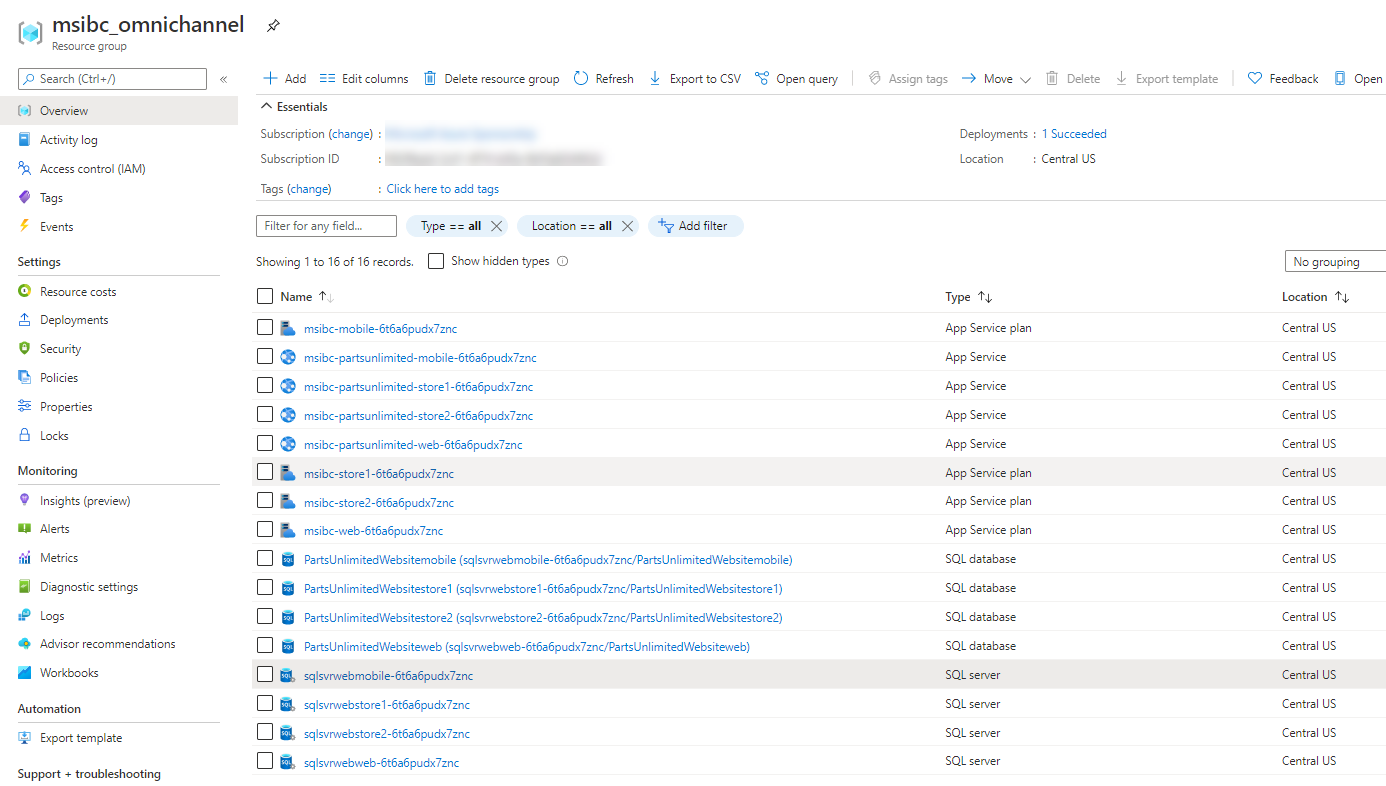 msibc_omnichannel
Resource group
Search (Ctrl+/)
«
Overview
Activity log
Access control (IAM)
Tags
Events
Settings
Resource costs
Deployments
Security
Policies
Properties
Locks
Monitoring
Insights (preview)
Alerts
Metrics
Diagnostic settings
Logs
Advisor recommendations
Workbooks
Automation
Export template
Support + troubleshooting
Add Edit columns Delete resource group Refresh Export to CSV Open query Assign tags Move Delete Export template Feedback Open
Essentials
Subscription (change) :
Deployments : 1 Succeeded
Subscription ID :
Location : Central US
Tags (change) : Click here to add tags
Filter for any field... Type == all Location == all Add filter
Showing 1 to 16 of 16 records. Show hidden types No grouping
Name Type Location
msibc-mobile-6t6a6pudx7znc App Service plan Central US
msibc-partsunlimited-mobile-6t6a6pudx7znc App Service Central US
msibc-partsunlimited-store1-6t6a6pudx7znc App Service Central US
msibc-partsunlimited-store2-6t6a6pudx7znc App Service Central US
msibc-partsunlimited-web-6t6a6pudx7znc App Service Central US
msibc-store1-6t6a6pudx7znc App Service plan Central US
msibc-store2-6t6a6pudx7znc App Service plan Central US
msibc-web-6t6a6pudx7znc App Service plan Central US
PartsUnlimitedWebsitemobile (sqlsvrwebmobile-6t6a6pudx7znc/PartsUnlimitedWebsitemobile) SQL database Central US
PartsUnlimitedWebsitestore1 (sqlsvrwebstore1-6t6a6pudx7znc/PartsUnlimitedWebsitestore1) SQL database Central US
PartsUnlimitedWebsitestore2 (sqlsvrwebstore2-6t6a6pudx7znc/PartsUnlimitedWebsitestore2) SQL database Central US
PartsUnlimitedWebsiteweb (sqlsvrwebweb-6t6a6pudx7znc/PartsUnlimitedWebsiteweb) SQL database Central US
sqlsvrwebmobile-6t6a6pudx7znc SQL server Central US
sqlsvrwebstore1-6t6a6pudx7znc SQL server Central US
sqlsvrwebstore2-6t6a6pudx7znc SQL server Central US
sqlsvrwebweb-6t6a6pudx7znc SQL server Central US